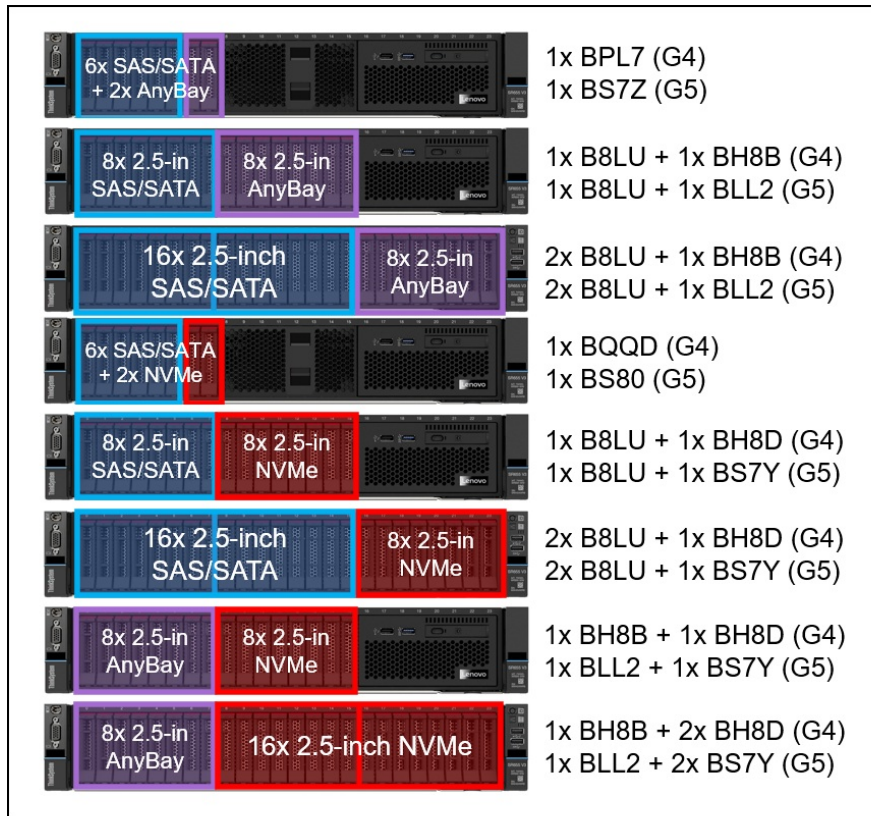 6x SAS/SATA
+ 2x AnyBay
1x BPL7 (G4)
1x BS7Z (G5)
8x 2.5-in
SAS/SATA
8x 2.5-in
AnyBay
1x B8LU + 1x BH8B (G4)
1x B8LU + 1x BLL2 (G5)
16x 2.5-inch
SAS/SATA
8x 2.5-in
AnyBay
2x B8LU + 1x BH8B (G4)
2x B8LU + 1x BLL2 (G5)
6x SAS/SATA
+ 2x NVMe
1x BQQD (G4)
1x BS80 (G5)
8x 2.5-in
SAS/SATA
8x 2.5-in
NVMe
1x B8LU + 1x BH8D (G4)
1x B8LU + 1x BS7Y (G5)
16x 2.5-inch
SAS/SATA
8x 2.5-in
NVMe
2x B8LU + 1x BH8D (G4)
2x B8LU + 1x BS7Y (G5)
8x 2.5-in
AnyBay
8x 2.5-in
NVMe
1x BH8B + 1x BH8D (G4)
1x BLL2 + 1x BS7Y (G5)
8x 2.5-in
AnyBay
16x 2.5-inch NVMe
1x BH8B + 2x BH8D (G4)
1x BLL2 + 2x BS7Y (G5)